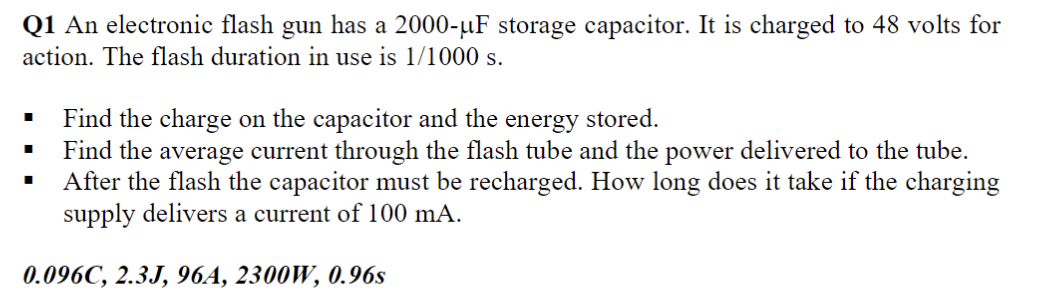 Q1 An electronic flash gun has a 2000-μF storage capacitor. It is charged to 48 volts for
action. The flash duration in use is 1/1000 s.
▪ Find the charge on the capacitor and the energy stored.
▪ Find the average current through the flash tube and the power delivered to the tube.
▪ After the flash the capacitor must be recharged. How long does it take if the charging
supply delivers a current of 100 mA.
0.096C, 2.3J, 96A, 2300W, 0.96s